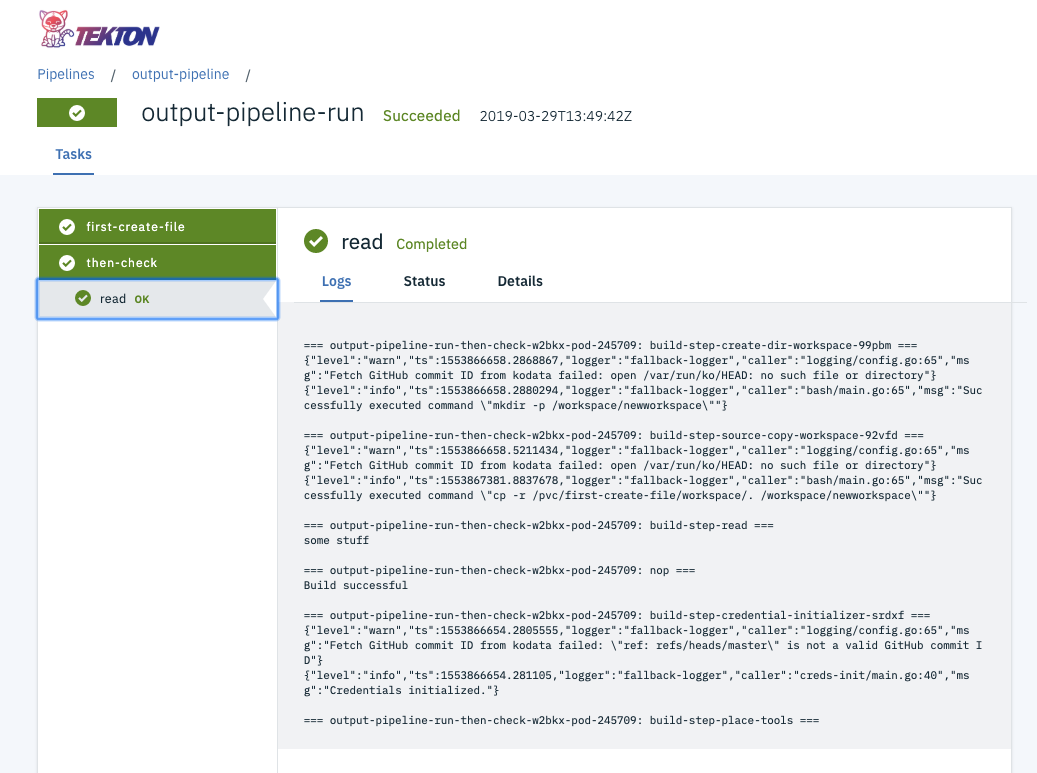 TEKTON
Pipelines / output-pipeline /
output-pipeline-run Succeeded 2019-03-29T13:49:42Z
Tasks
first-create-file
then-check
read OK
read Completed
Logs Status Details
=== output-pipeline-run-then-check-w2bkx-pod-245709: build-step-create-dir-workspace-99pbm ===
{"level":"warn","ts":1553866658.2868867,"logger":"fallback-logger","caller":"logging/config.go:65","ms
g":"Fetch GitHub commit ID from kodata failed: open /var/run/ko/HEAD: no such file or directory"}
{"level":"info","ts":1553866658.2880294,"logger":"fallback-logger","caller":"bash/main.go:65","msg":"Suc
cessfully executed command \"mkdir -p /workspace/newworkspace\""}
=== output-pipeline-run-then-check-w2bkx-pod-245709: build-step-source-copy-workspace-92vfd ===
{"level":"warn","ts":1553866658.5211434,"logger":"fallback-logger","caller":"logging/config.go:65","ms
g":"Fetch GitHub commit ID from kodata failed: open /var/run/ko/HEAD: no such file or directory"}
{"level":"info","ts":1553867381.8837678,"logger":"fallback-logger","caller":"bash/main.go:65","msg":"Suc
cessfully executed command \"cp -r /pvc/first-create-file/workspace/. /workspace/newworkspace\""}
=== output-pipeline-run-then-check-w2bkx-pod-245709: build-step-read ===
some stuff
=== output-pipeline-run-then-check-w2bkx-pod-245709: nop ===
Build successful
=== output-pipeline-run-then-check-w2bkx-pod-245709: build-step-credential-initializer-srdxf ===
{"level":"warn","ts":1553866654.2805555,"logger":"fallback-logger","caller":"logging/config.go:65","ms
g":"Fetch GitHub commit ID from kodata failed: \"ref: refs/heads/master\" is not a valid GitHub commit I
D"}
{"level":"info","ts":1553866654.281105,"logger":"fallback-logger","caller":"creds-init/main.go:40","ms
g":"Credentials initialized."}
=== output-pipeline-run-then-check-w2bkx-pod-245709: build-step-place-tools ===